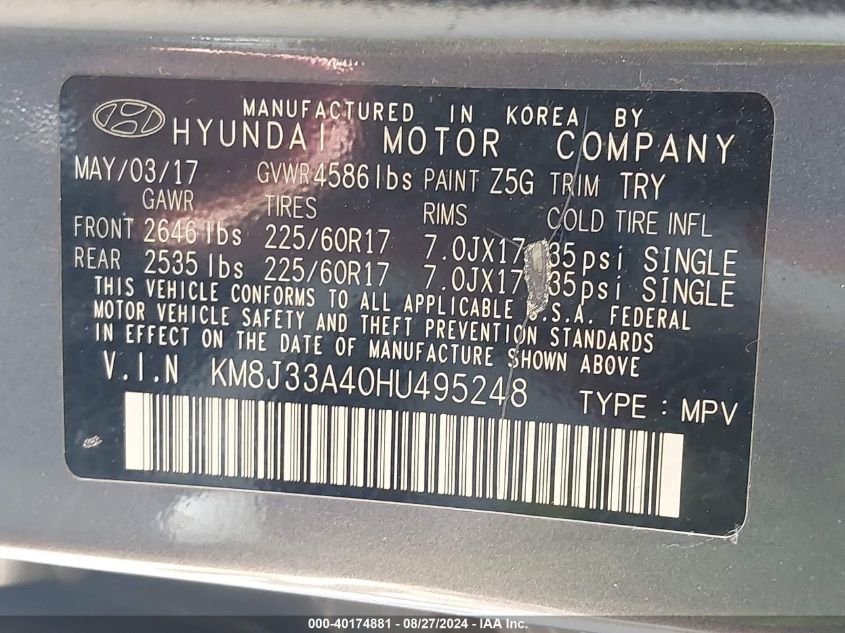 MANUFACTURED IN KOREA BY
HYUNDAI MOTOR COMPANY
MAY/03/17 GVWR 4586 lbs PAINT Z5G TRIM TRY
GAWR TIRES RIMS COLD TIRE INFL
FRONT 2646 lbs 225/60R17 7.0JX17 35psi SINGLE
REAR 2535 lbs 225/60R17 7.0JX17 35psi SINGLE
THIS VEHICLE CONFORMS TO ALL APPLICABLE U.S.A. FEDERAL
MOTOR VEHICLE SAFETY AND THEFT PREVENTION STANDARDS
IN EFFECT ON THE DATE OF MANUFACTURE SHOWN ABOVE
V.I.N KM8J33A40HU495248 TYPE : MPV
000-40174881 - 08/27/2024 - IAA Inc.